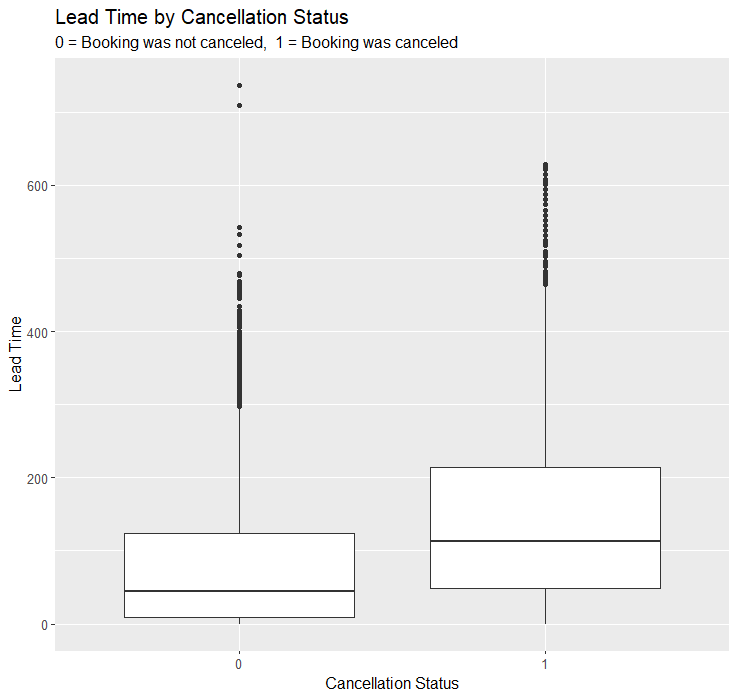 Lead Time by Cancellation Status
0 = Booking was not canceled,  1 = Booking was canceled
Lead Time
600
400
200
0
0
1
Cancellation Status